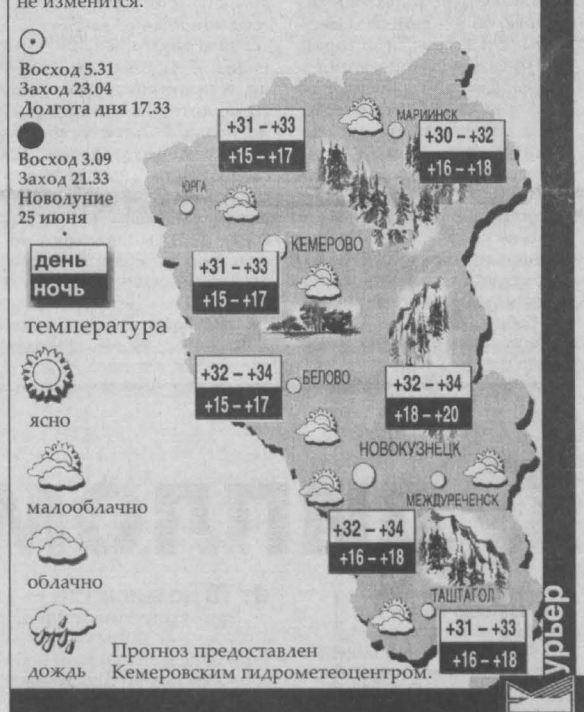 не изменится.
Восход 5.31
Заход 23.04
Долгота дня 17.33
Восход 3.09
Заход 21.33
Новолуние
25 июня
день
ночь
температура
ясно
малооблачно
облачно
дождь
+31 – +33
+15 – +17
МАРИИНСК
+30 – +32
+16 – +18
ЮРГА
КЕМЕРОВО
+31 – +33
+15 – +17
+32 – +34
+15 – +17
БЕЛОВО
+32 – +34
+18 – +20
НОВОКУЗНЕЦК
МЕЖДУРЕЧЕНСК
+32 – +34
+16 – +18
ТАШТАГОЛ
+31 – +33
+16 – +18
Прогноз предоставлен
Кемеровским гидрометеоцентром.
урьер